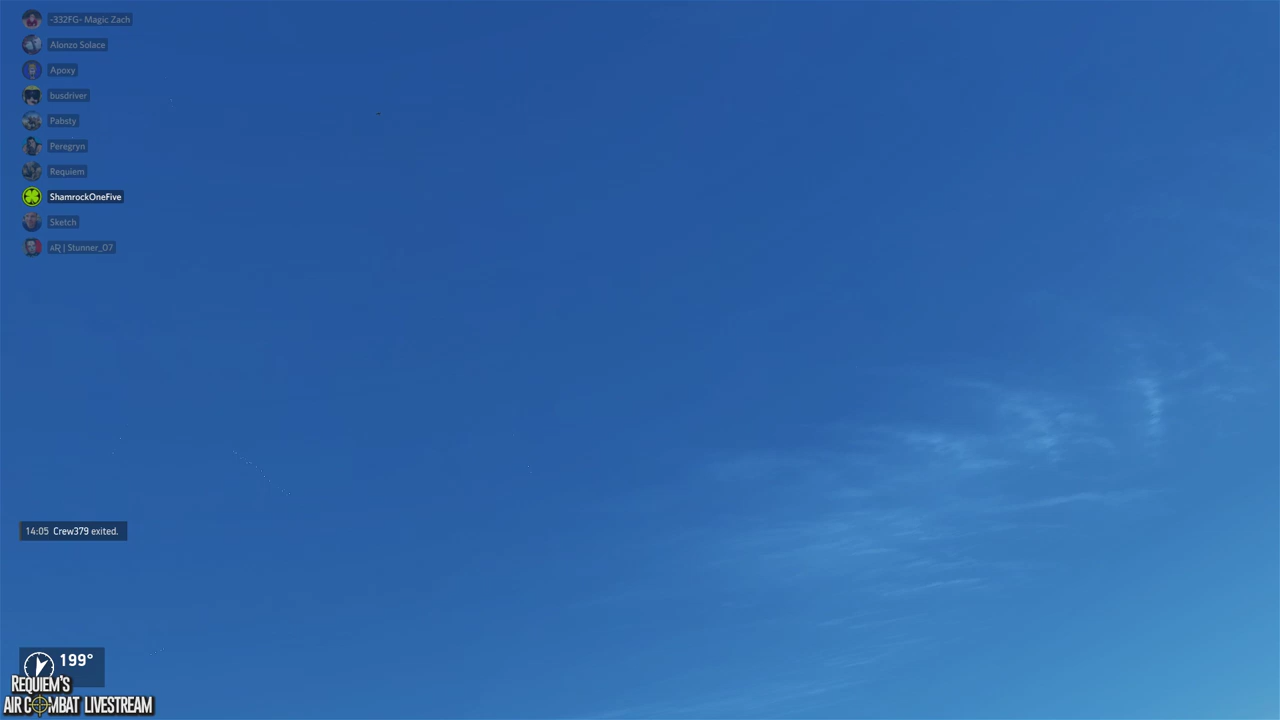 -332FG- Magic Zach
Alonzo Solace
Apoxy
busdriver
Pabsty
Peregryn
Requiem
ShamrockOneFive
Sketch
| Stunner_07
14:05 Crew379 exited.
199°
REQUIEM'S
AIR COMBAT LIVESTREAM